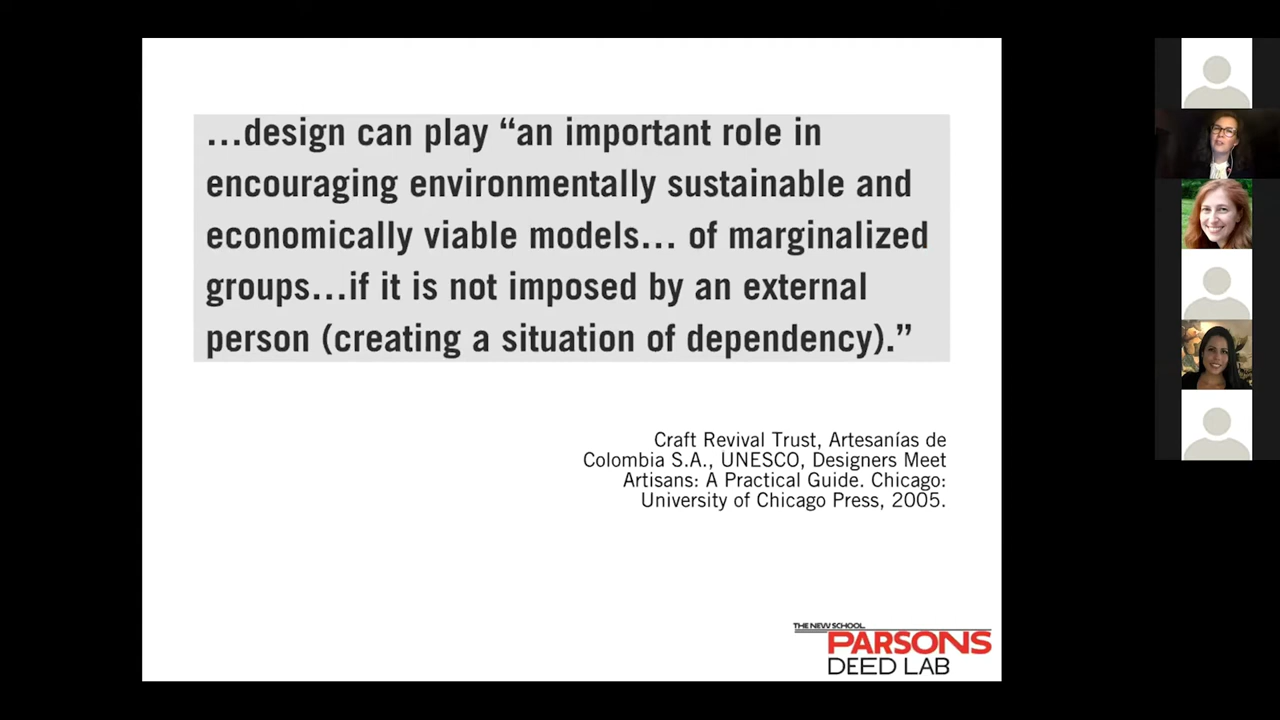 …design can play “an important role in
encouraging environmentally sustainable and
economically viable models… of marginalized
groups…if it is not imposed by an external
person (creating a situation of dependency).”
Craft Revival Trust, Artesanías de
Colombia S.A., UNESCO, Designers Meet
Artisans: A Practical Guide. Chicago:
University of Chicago Press, 2005.
THE NEW SCHOOL
PARSONS
DEED LAB